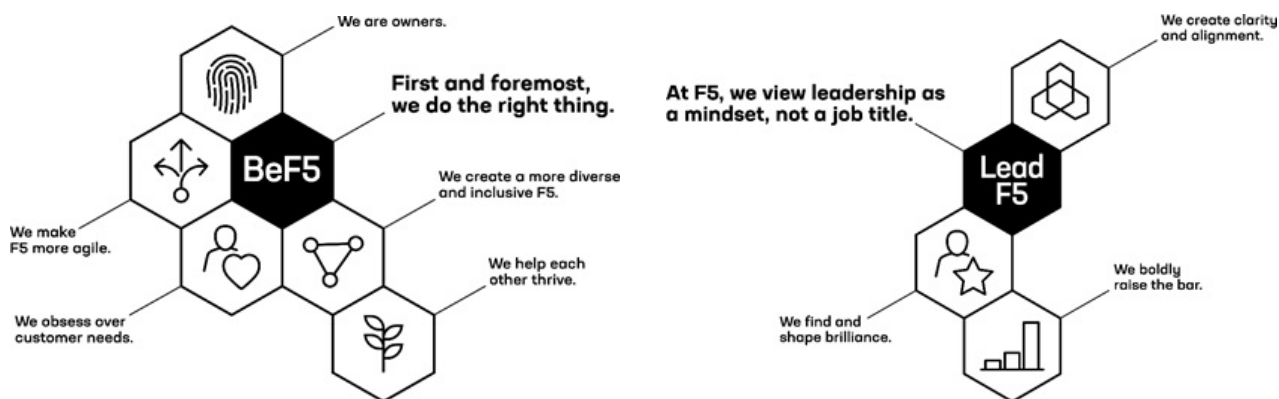 We are owners.
First and foremost,
we do the right thing.
BeF5
We create a more diverse
and inclusive F5.
We make
F5 more agile.
We help each
other thrive.
We obsess over
customer needs.
We create clarity
and alignment.
At F5, we view leadership as
a mindset, not a job title.
Lead
F5
We boldly
raise the bar.
We find and
shape brilliance.